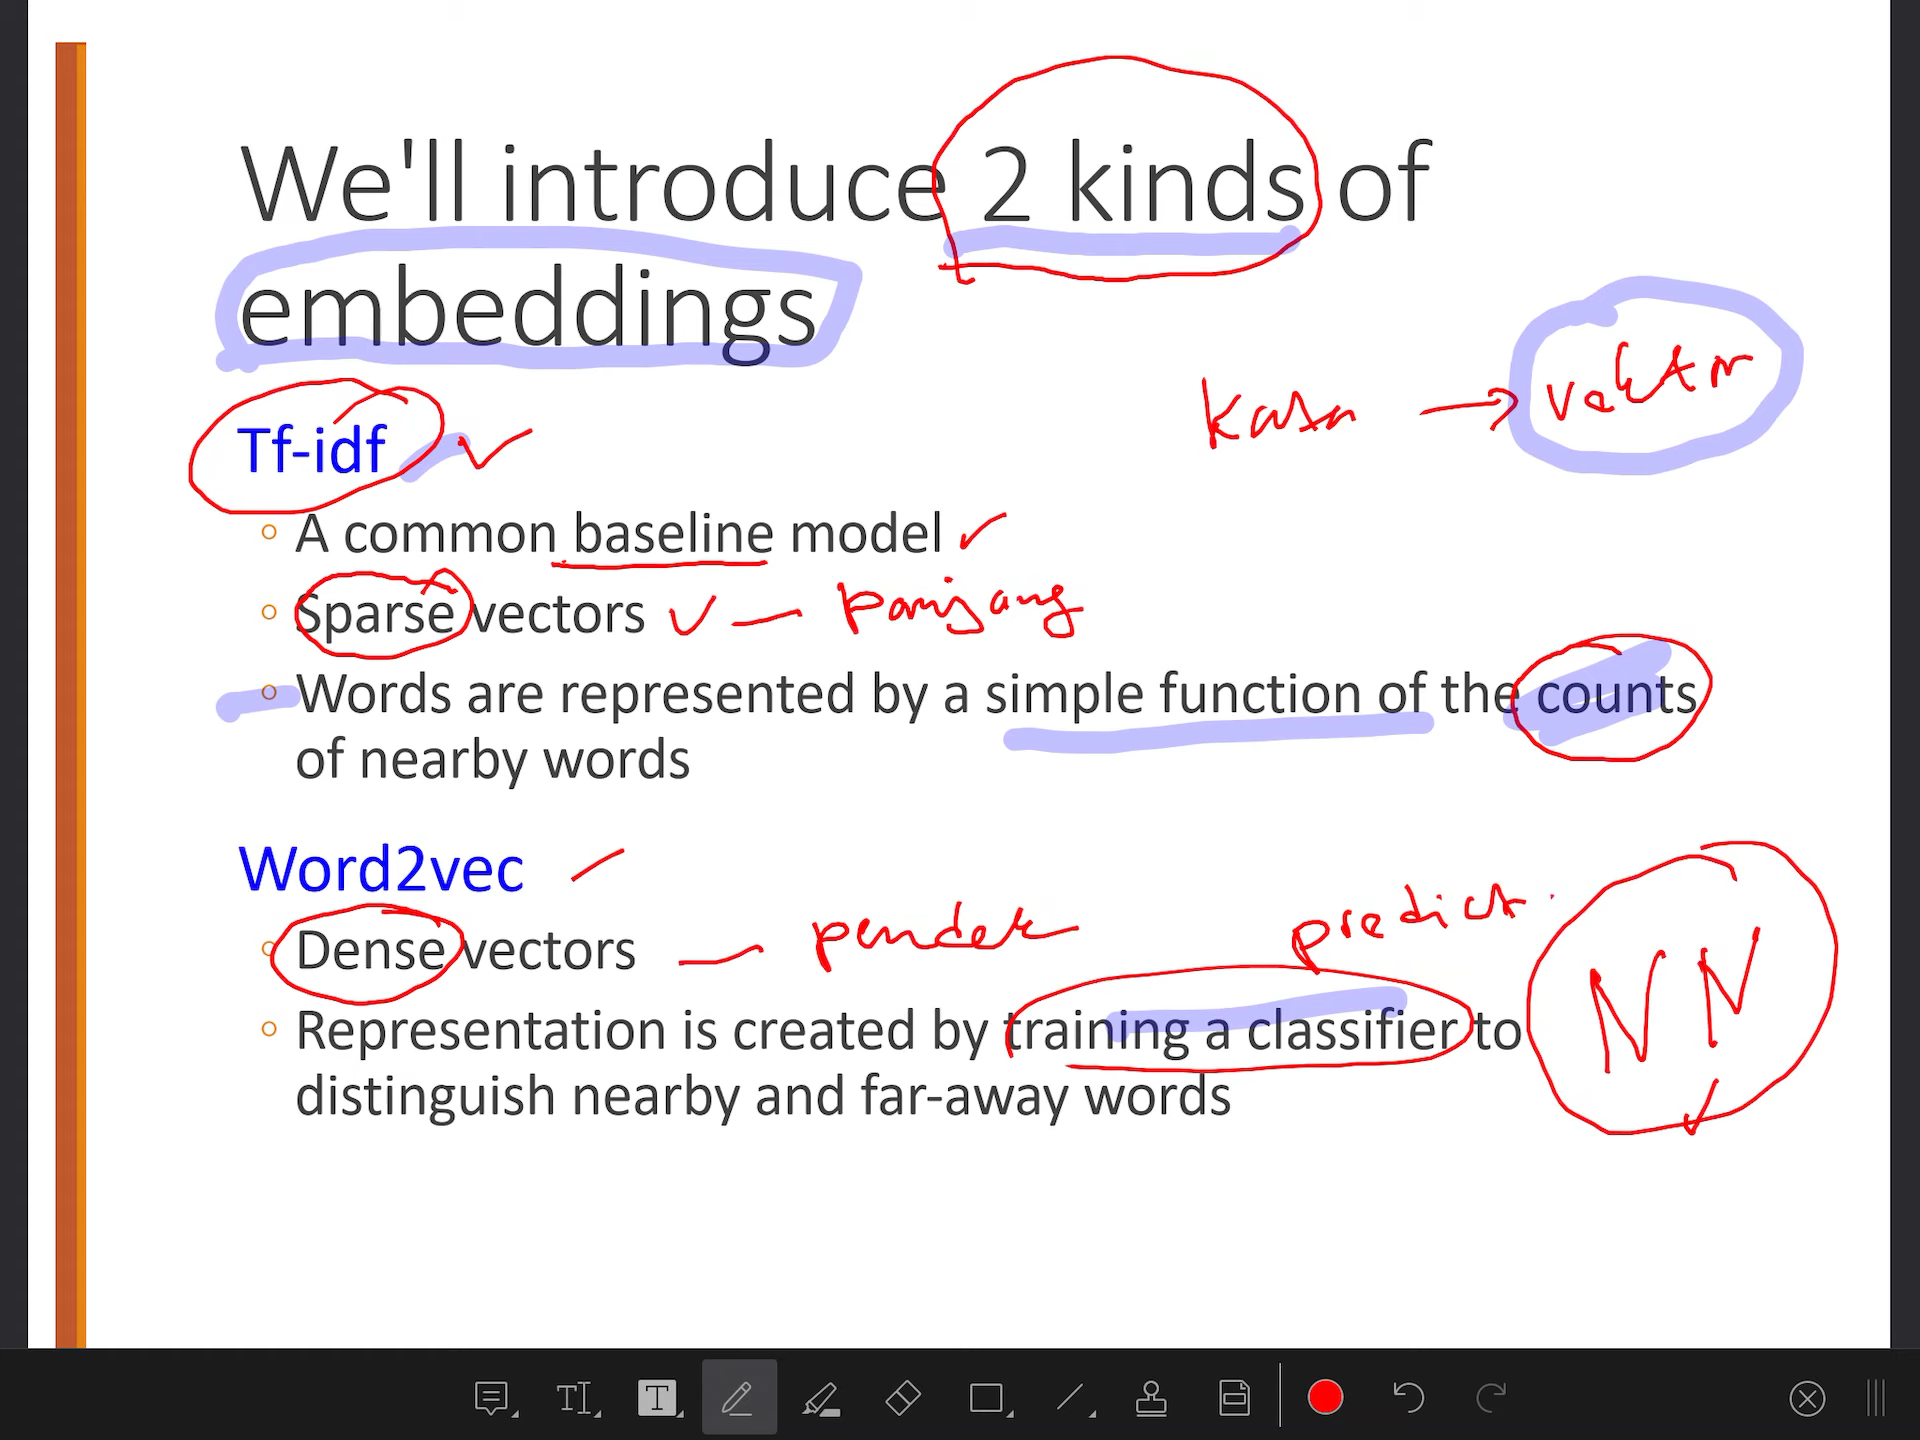 We'll introduce 2 kinds of
embeddings
kata → vektor
Tf-idf
A common baseline model
Sparse vectors — panjang
Words are represented by a simple function of the counts
of nearby words
Word2vec
Dense vectors — pendek
predict
NN
Representation is created by training a classifier to
distinguish nearby and far-away words